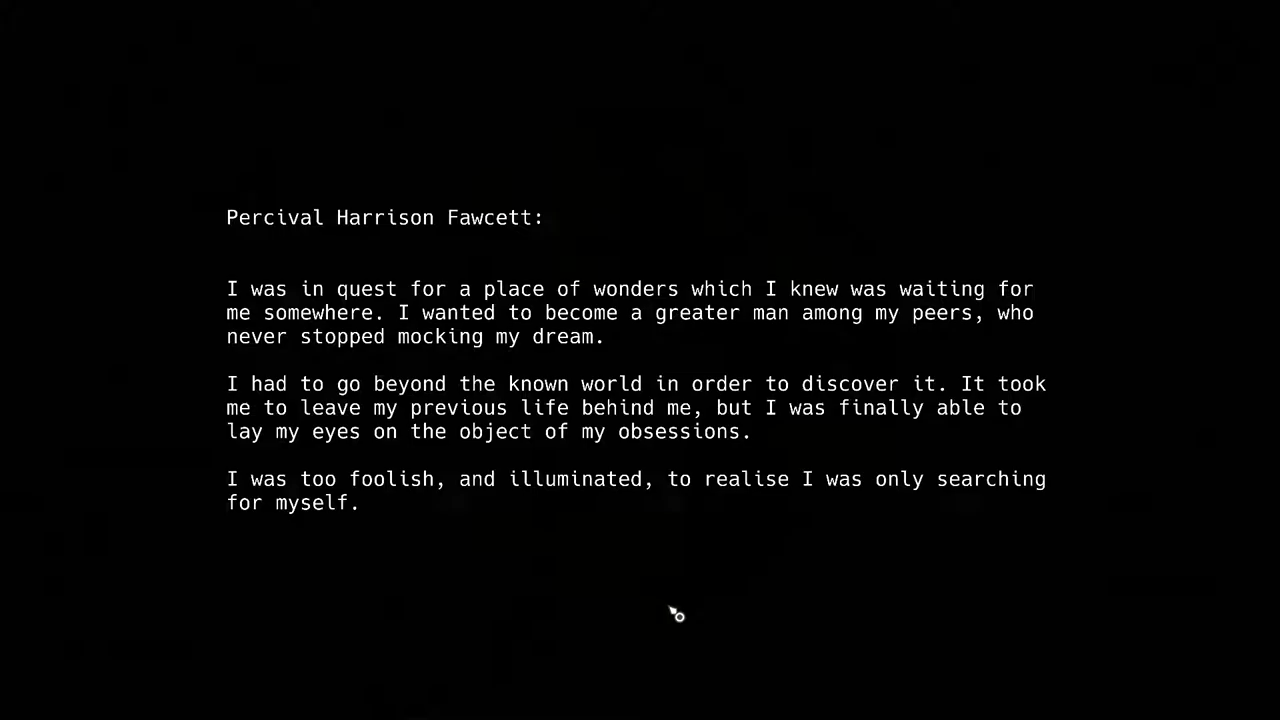 Percival Harrison Fawcett:
I was in quest for a place of wonders which I knew was waiting for
me somewhere. I wanted to become a greater man among my peers, who
never stopped mocking my dream.
I had to go beyond the known world in order to discover it. It took
me to leave my previous life behind me, but I was finally able to
lay my eyes on the object of my obsessions.
I was too foolish, and illuminated, to realise I was only searching
for myself.